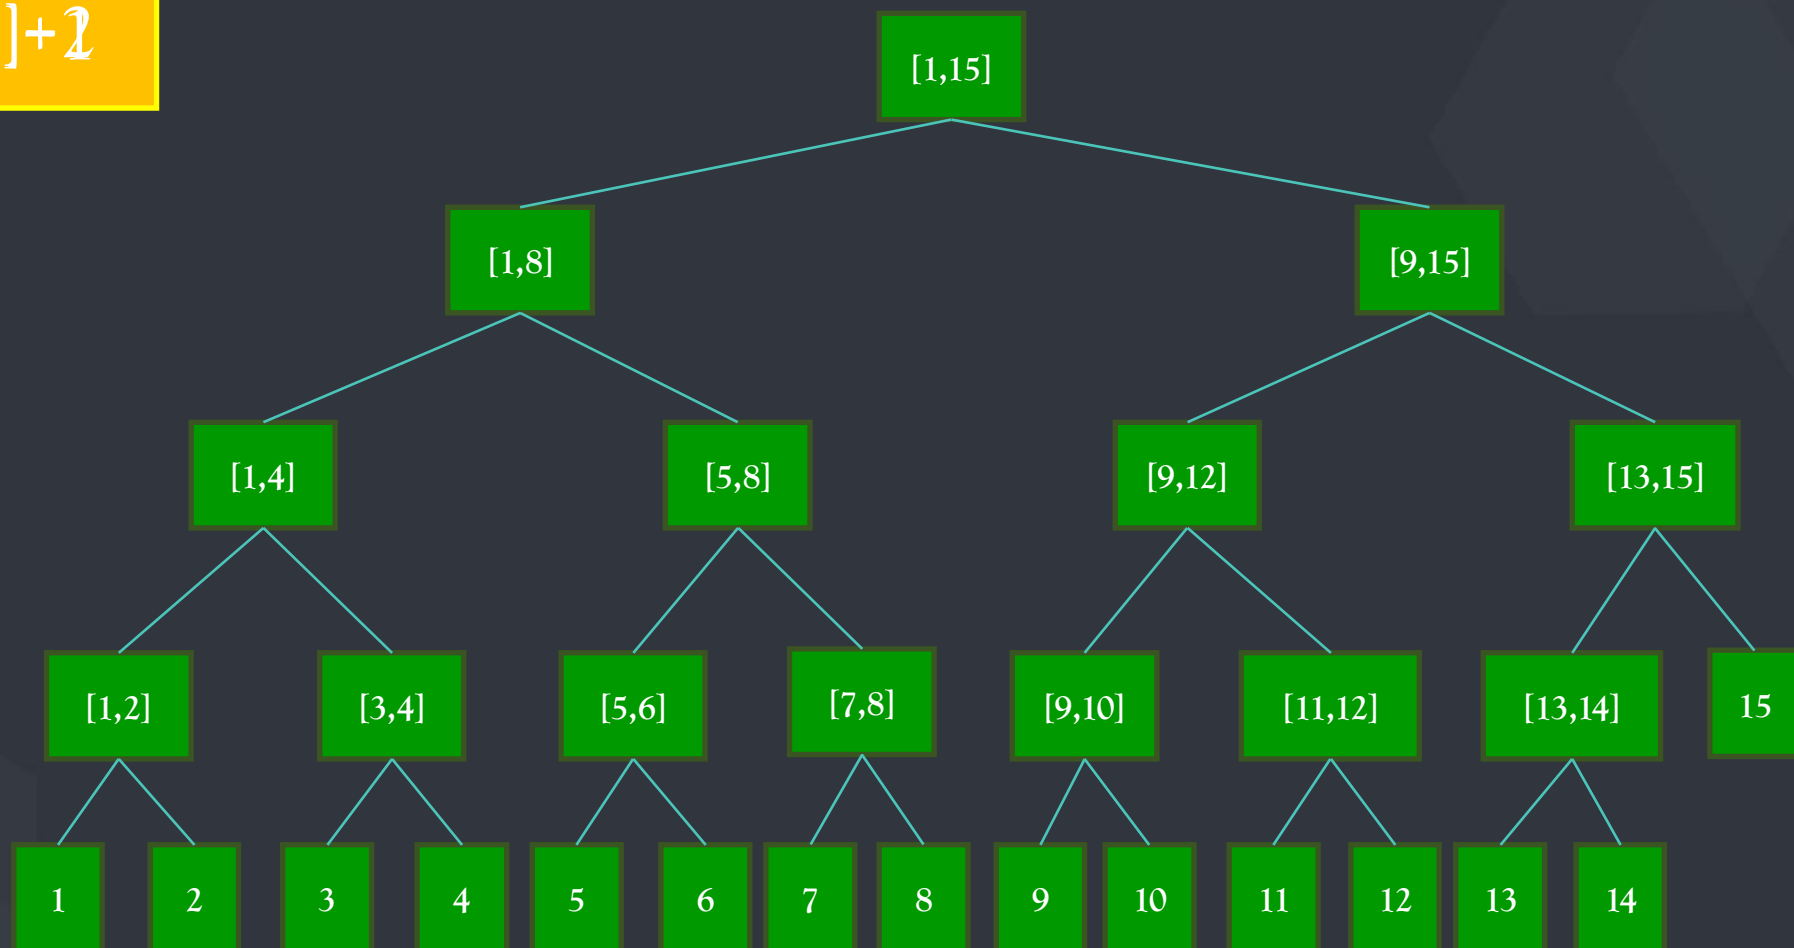 [1,15]
[1,8] [9,15]
[1,4] [5,8] [9,12] [13,15]
[1,2] [3,4] [5,6] [7,8] [9,10] [11,12] [13,14] 15
1 2 3 4 5 6 7 8 9 10 11 12 13 14